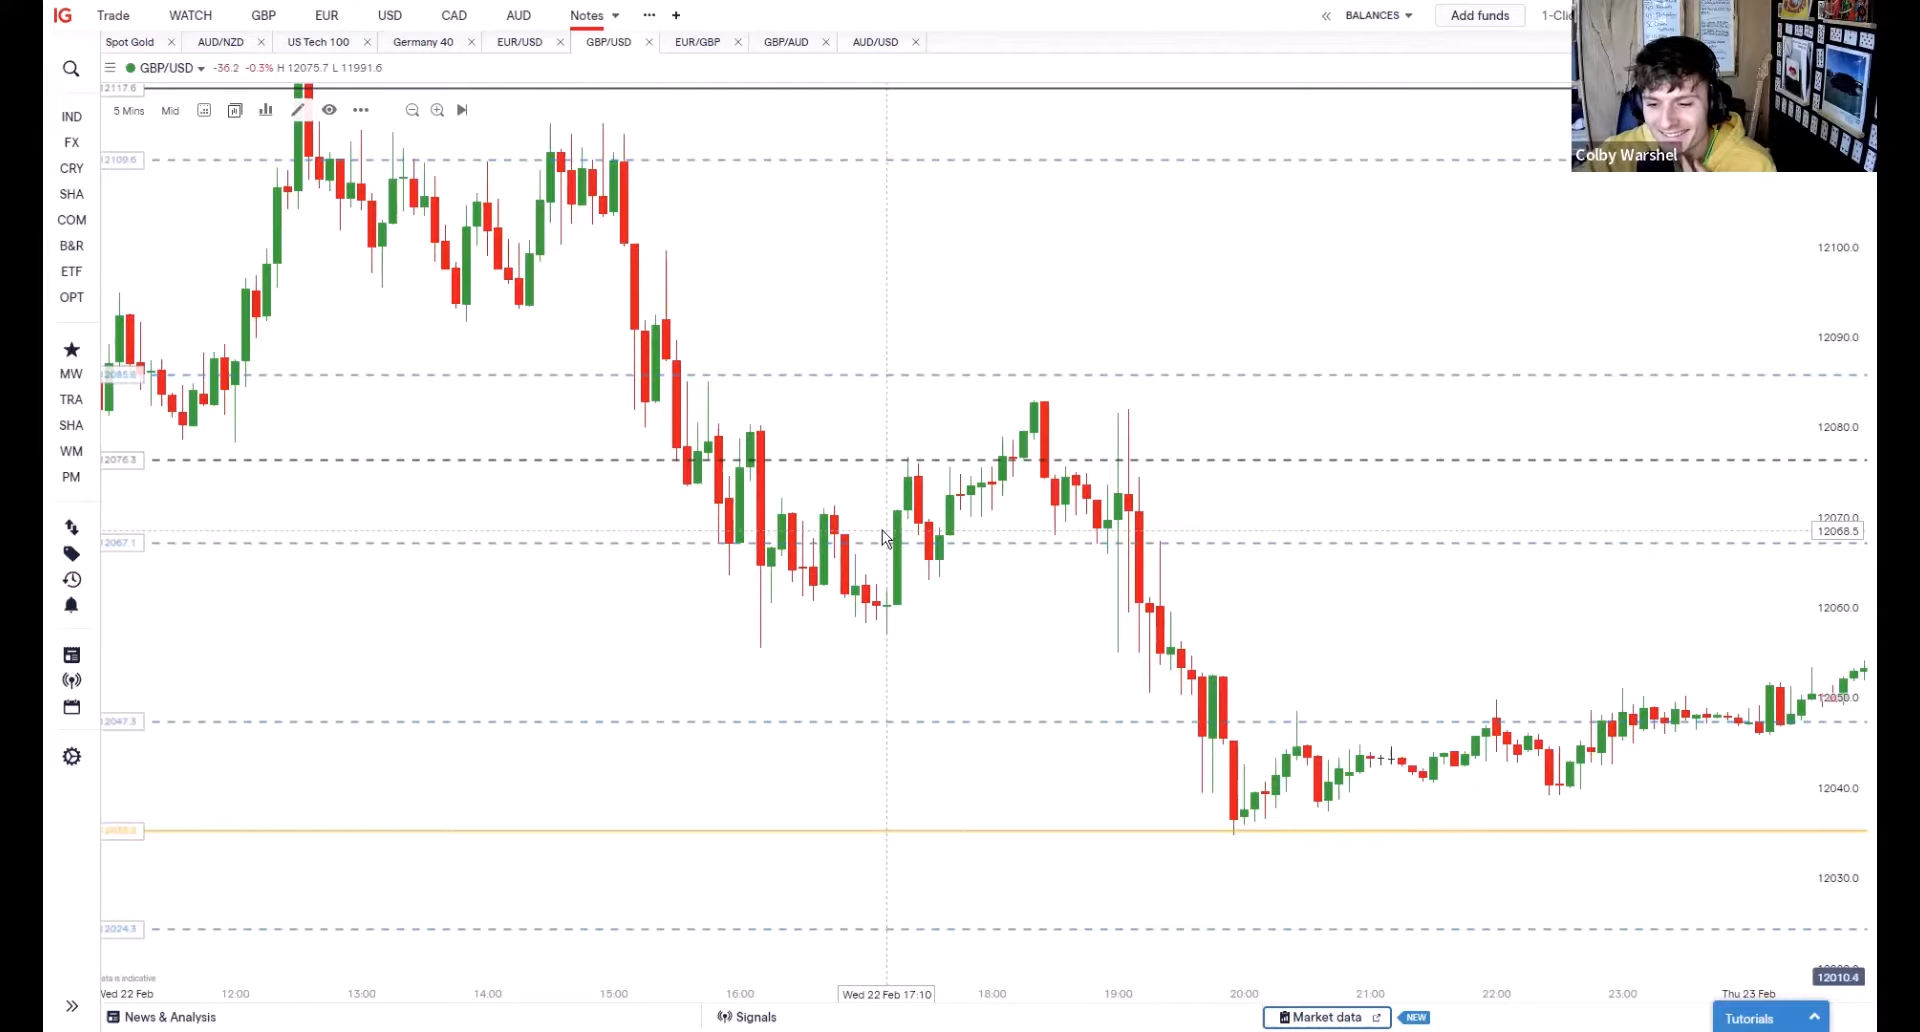 IG Trade WATCH GBP EUR USD CAD AUD Notes BALANCES Add funds
Spot Gold AUD/NZD US Tech 100 Germany 40 EUR/USD GBP/USD EUR/GBP GBP/AUD AUD/USD
GBP/USD -36.2 -0.3% H 12075.7 L 11991.6
12117.6
5 Mins Mid
Colby Warshel
IND
FX
CRY
SHA
COM
B&R
ETF
OPT
MW
TRA
SHA
WM
PM
12109.6
12085.8
12076.3
12067.1
12047.3
12024.3
12100.0
12090.0
12080.0
12070.0
12068.5
12060.0
12050.0
12040.0
12030.0
12010.4
Wed 22 Feb 12:00 13:00 14:00 15:00 16:00 Wed 22 Feb 17:10 18:00 19:00 20:00 21:00 22:00 23:00 Thu 23 Feb
News & Analysis Signals Market data NEW Tutorials